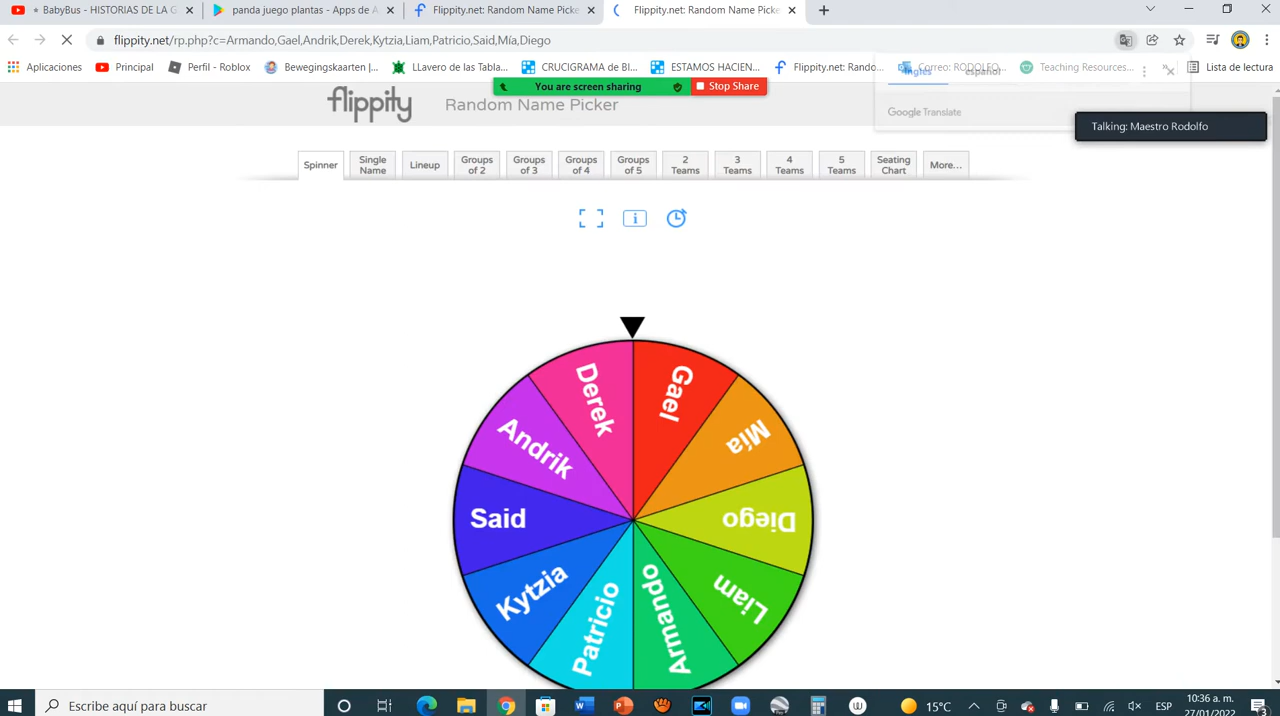 BabyBus - HISTORIAS DE LA G
panda juego plantas - Apps de A
Flippity.net: Random Name Picke
Flippity.net: Random Name Picke
flippity.net/rp.php?c=Armando,Gael,Andrik,Derek,Kytzia,Liam,Patricio,Said,Mía,Diego
Aplicaciones
Principal
Perfil - Roblox
Bewegingskaarten |...
LLavero de las Tabla...
CRUCIGRAMA de BI...
ESTAMOS HACIEN...
Flippity.net: Rando...
Correo: RODOLFO...
Teaching Resources...
Lista de lectura
inglés español
You are screen sharing
Stop Share
flippity Random Name Picker
Google Translate
Talking: Maestro Rodolfo
Spinner
Single Name
Lineup
Groups of 2
Groups of 3
Groups of 4
Groups of 5
2 Teams
3 Teams
4 Teams
5 Teams
Seating Chart
More...
Derek
Gael
Andrik
Mía
Said
Diego
Kytzia
Liam
Patricio
Armando
Escribe aquí para buscar
15°C
ESP
10:36 a. m.
27/01/2022
3